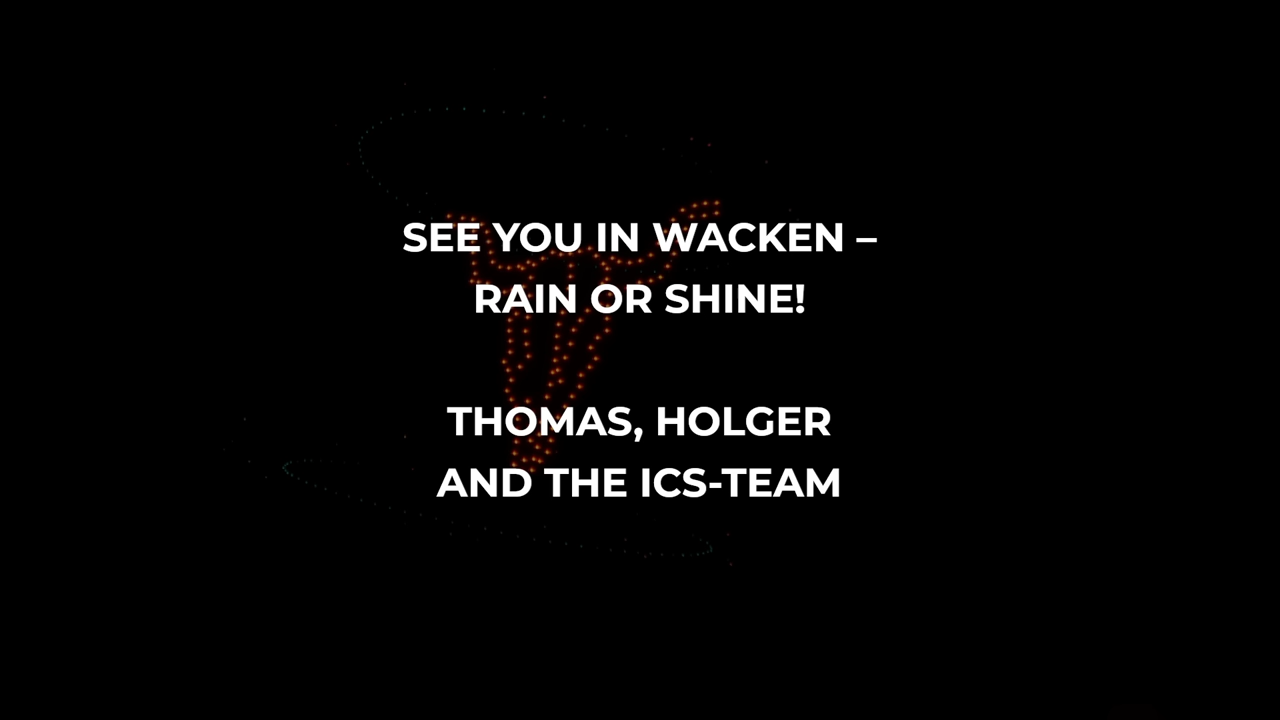 SEE YOU IN WACKEN –
RAIN OR SHINE!
THOMAS, HOLGER
AND THE ICS-TEAM